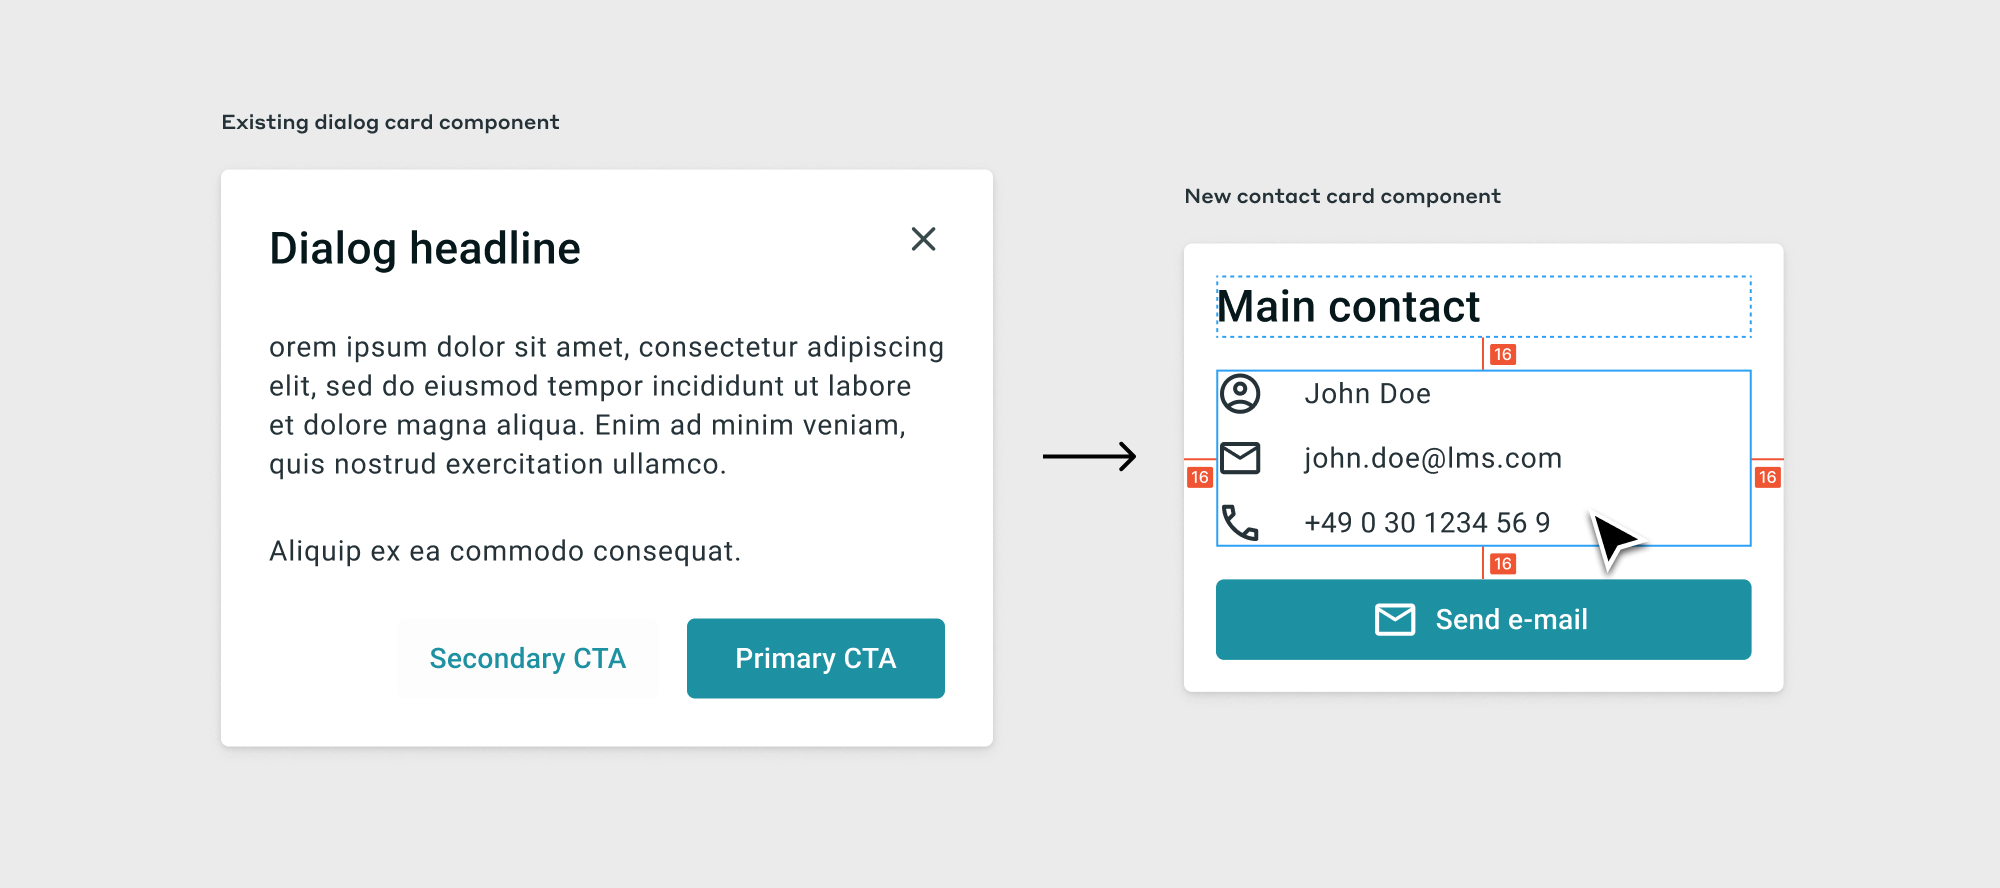 Existing dialog card component
Dialog headline
orem ipsum dolor sit amet, consectetur adipiscing
elit, sed do eiusmod tempor incididunt ut labore
et dolore magna aliqua. Enim ad minim veniam,
quis nostrud exercitation ullamco.
Aliquip ex ea commodo consequat.
Secondary CTA
Primary CTA
New contact card component
Main contact
16
John Doe
john.doe@lms.com
16
16
+49 0 30 1234 56 9
16
Send e-mail